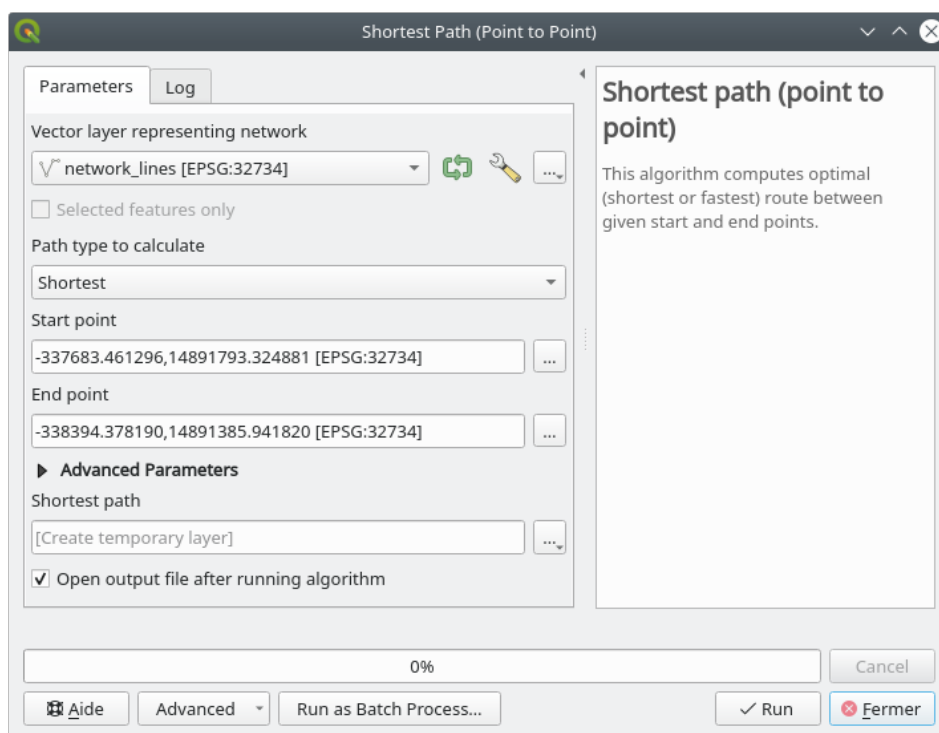 Shortest Path (Point to Point)
Parameters
Log
Vector layer representing network
network_lines [EPSG:32734]
...
Selected features only
Path type to calculate
Shortest
Start point
-337683.461296,14891793.324881 [EPSG:32734]
...
End point
-338394.378190,14891385.941820 [EPSG:32734]
...
Advanced Parameters
Shortest path
[Create temporary layer]
...
Open output file after running algorithm
Shortest path (point to
point)
This algorithm computes optimal
(shortest or fastest) route between
given start and end points.
0%
Cancel
Aide
Advanced
Run as Batch Process...
Run
Fermer